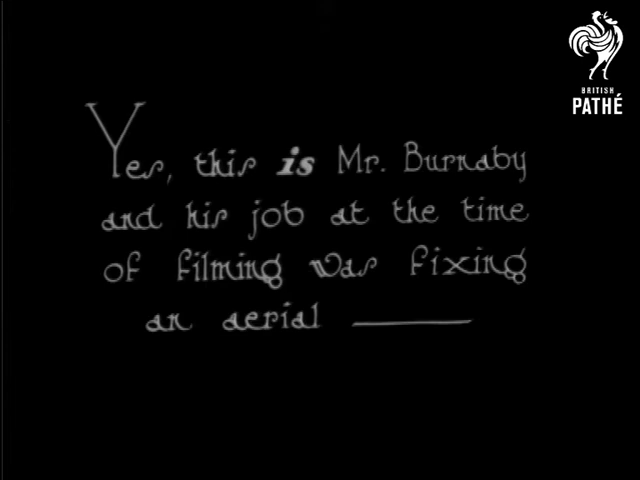 BRITISH
PATHÉ
Yes, this is Mr. Burnaby
and his job at the time
of filming was fixing
an aerial ———